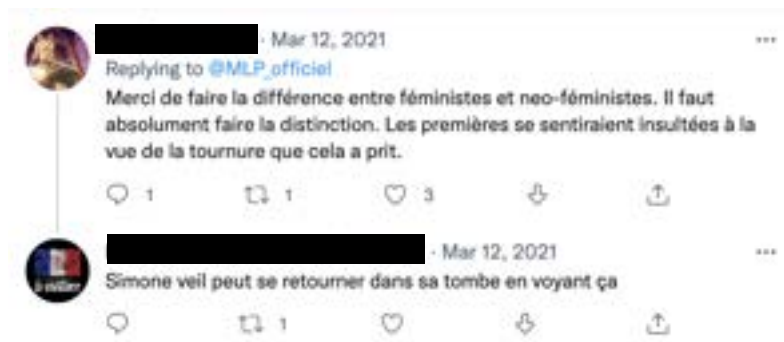 · Mar 12, 2021
Replying to @MLP_officiel
Merci de faire la différence entre féministes et neo-féministes. Il faut
absolument faire la distinction. Les premières se sentiraient insultées à la
vue de la tournure que cela a prit.
1 1 3
· Mar 12, 2021
Simone veil peut se retourner dans sa tombe en voyant ça
1